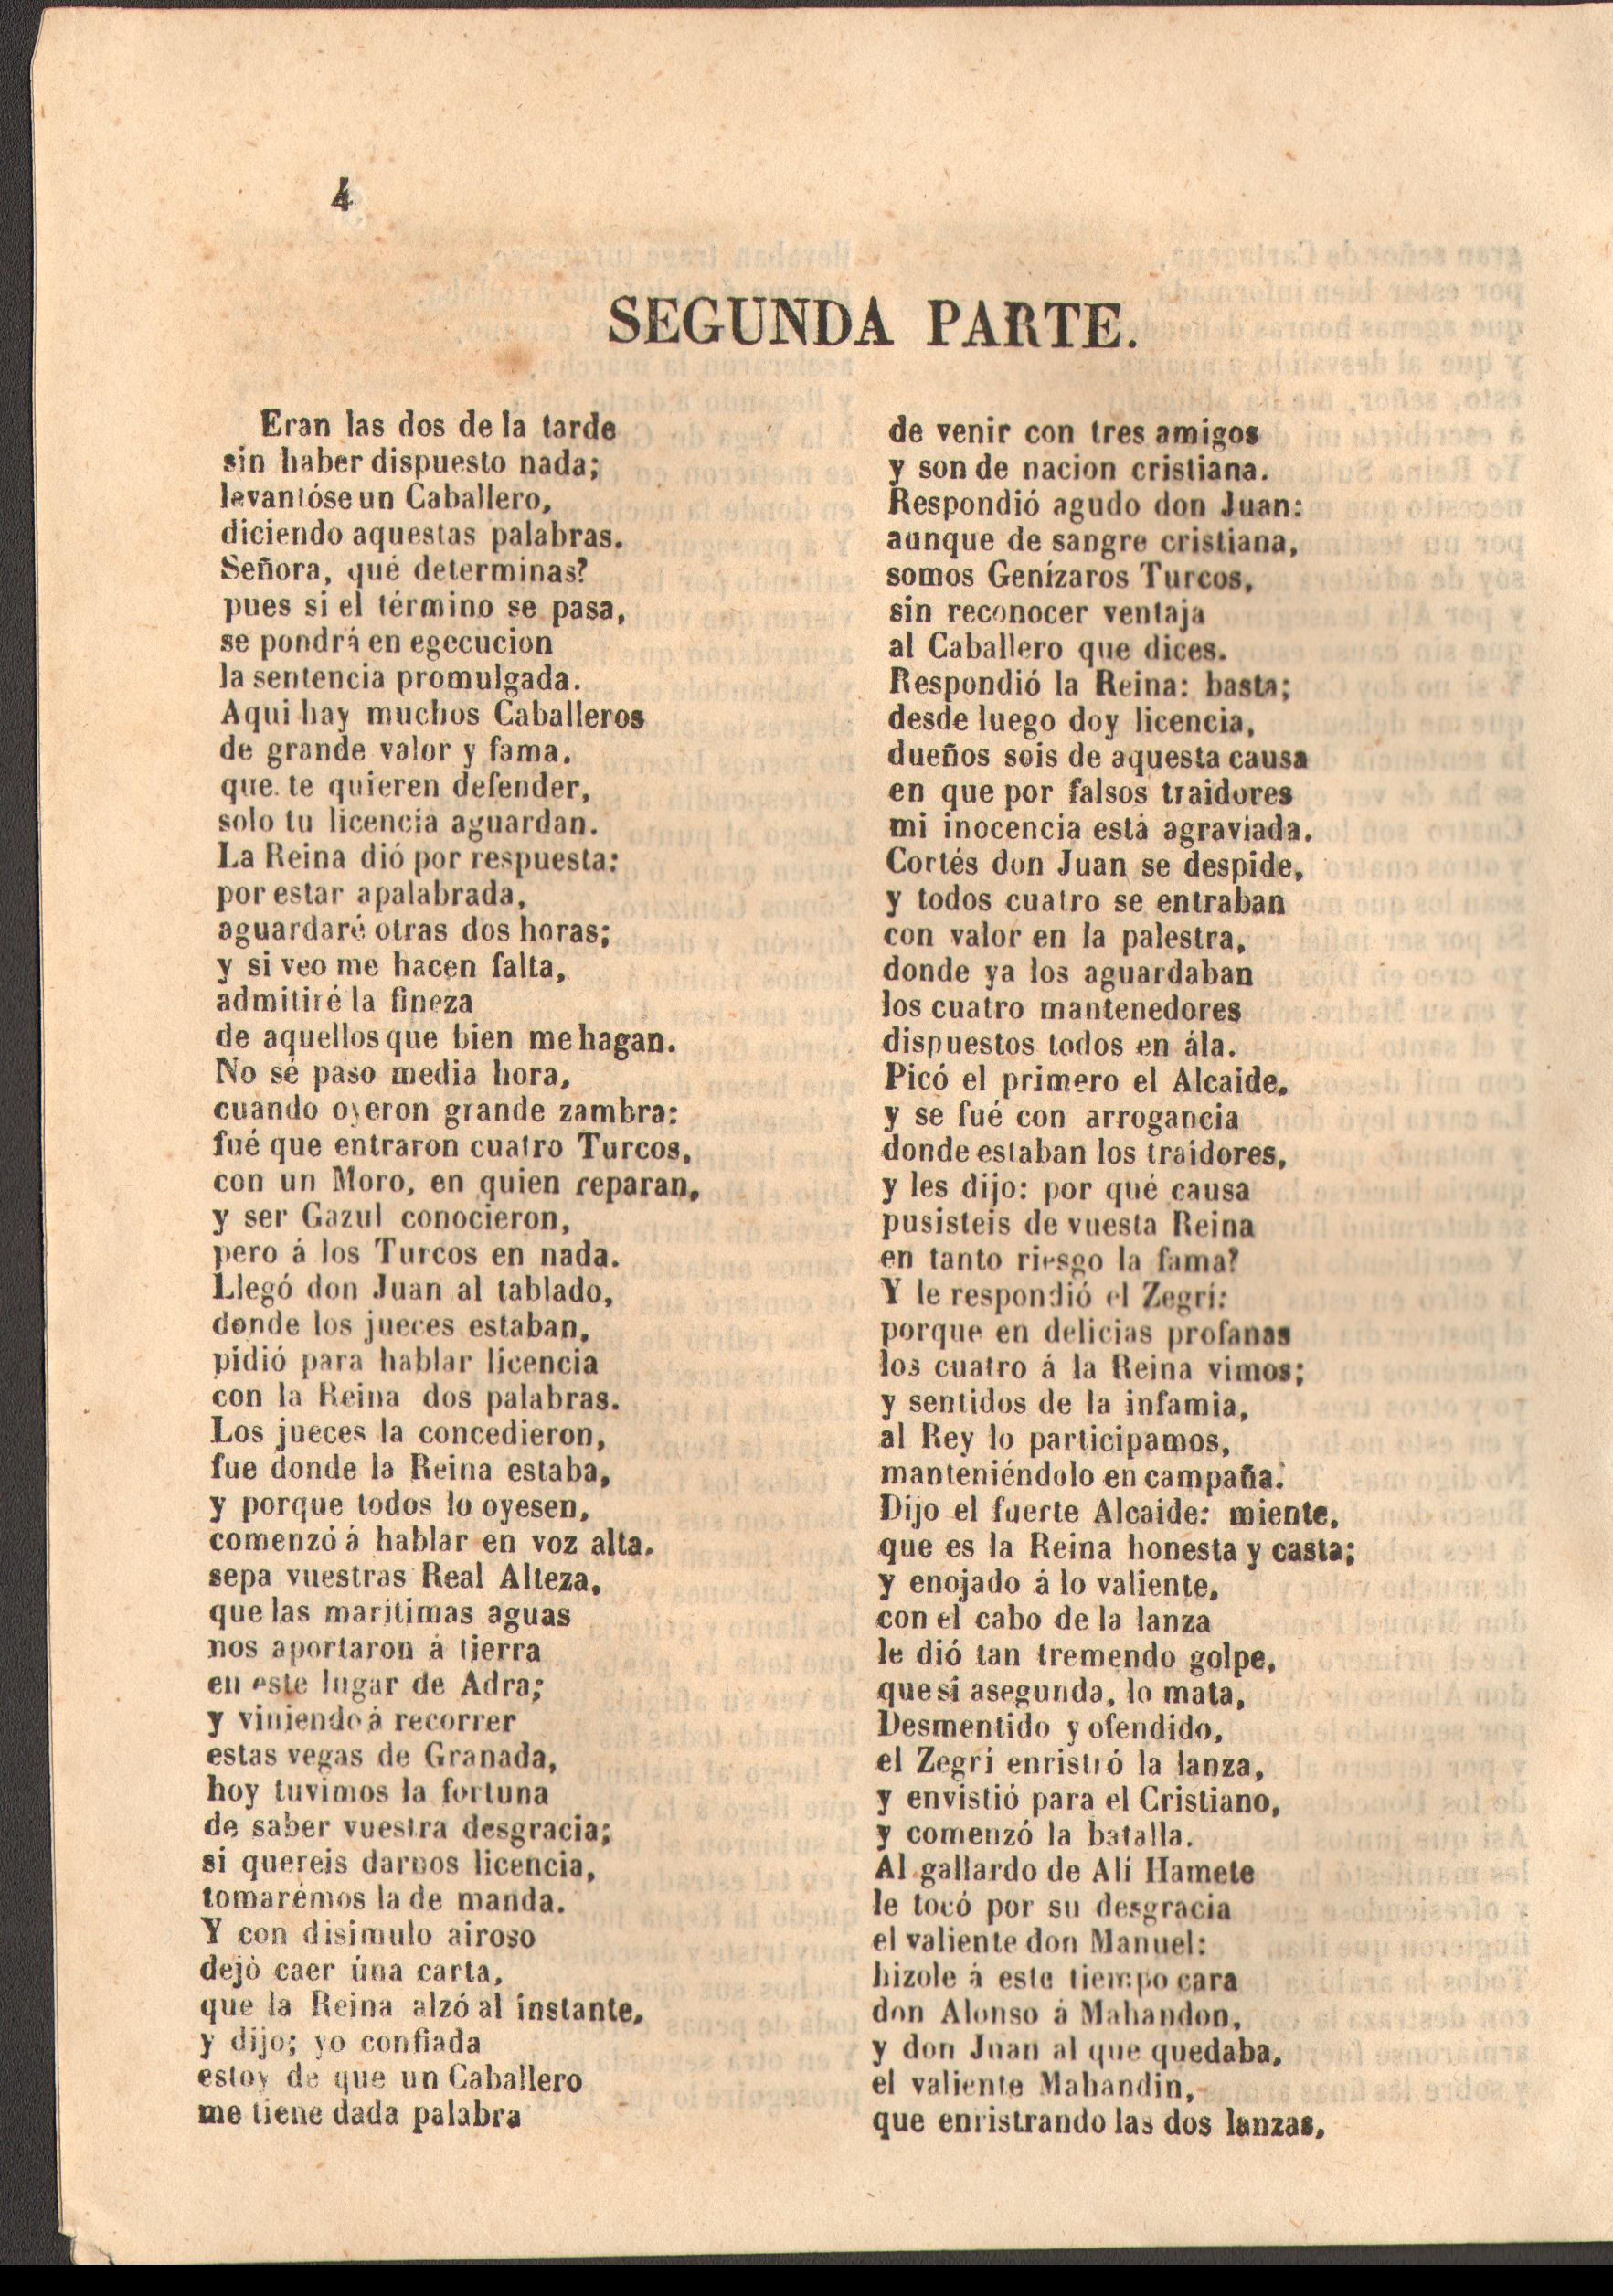 4
SEGUNDA PARTE.
Eran las dos de la tarde
sin haber dispuesto nada;
levantóse un Caballero,
diciendo aquestas palabras.
Señora, qué determinas?
pues si el término se pasa,
se pondrá en egecucion
la sentencia promulgada.
Aqui hay muchos Caballeros
de grande valor y fama.
que te quieren defender,
solo tu licencia aguardan.
La Reina dió por respuesta:
por estar apalabrada,
aguardaré otras dos horas;
y si veo me hacen falta,
admitiré la fineza
de aquellos que bien me hagan.
No se paso media hora,
cuando oyeron grande zambra:
fué que entraron cuatro Turcos,
con un Moro, en quien reparan,
y ser Gazul conocieron,
pero á los Turcos en nada.
Llegó don Juan al tablado,
donde los jueces estaban,
pidió para hablar licencia
con la Reina dos palabras.
Los jueces la concedieron,
fue donde la Reina estaba,
y porque todos lo oyesen,
comenzó á hablar en voz alta.
sepa vuestras Real Alteza,
que las maritimas aguas
nos aportaron á tierra
en este lugar de Adra;
y viniendo á recorrer
estas vegas de Granada,
hoy tuvimos la fortuna
de saber vuestra desgracia;
si quereis darnos licencia,
tomarémos la de manda.
Y con disimulo airoso
dejó caer úna carta,
que la Reina alzó al instante,
y dijo; yo confiada
estoy de que un Caballero
me tiene dada palabra
de venir con tres amigos
y son de nacion cristiana.
Respondió agudo don Juan:
aunque de sangre cristiana,
somos Genízaros Turcos,
sin reconocer ventaja
al Caballero que dices.
Respondió la Reina: basta;
desde luego doy licencia,
dueños sois de aquesta causa
en que por falsos traidores
mi inocencia está agraviada.
Cortés don Juan se despide,
y todos cuatro se entraban
con valor en la palestra,
donde ya los aguardaban
los cuatro mantenedores
dispuestos todos en ála.
Picó el primero el Alcaide,
y se fué con arrogancia
donde estaban los traidores,
y les dijo: por qué causa
pusisteis de vuesta Reina
en tanto riesgo la fama?
Y le respondió el Zegrí:
porque en delicias profanas
los cuatro á la Reina vimos;
y sentidos de la infamia,
al Rey lo participamos,
manteniéndolo en campaña.
Dijo el fuerte Alcaide: miente,
que es la Reina honesta y casta;
y enojado á lo valiente,
con el cabo de la lanza
le dió tan tremendo golpe,
que si asegunda, lo mata,
Desmentido y ofendido,
el Zegrí enristró la lanza,
y envistió para el Cristiano,
y comenzó la batalla.
Al gallardo de Alí Hamete
le tocó por su desgracia
el valiente don Manuel:
hizole á este tiempo cara
don Alonso á Mahandon,
y don Juan al que quedaba,
el valiente Mahandin,
que enristrando las dos lanzas,